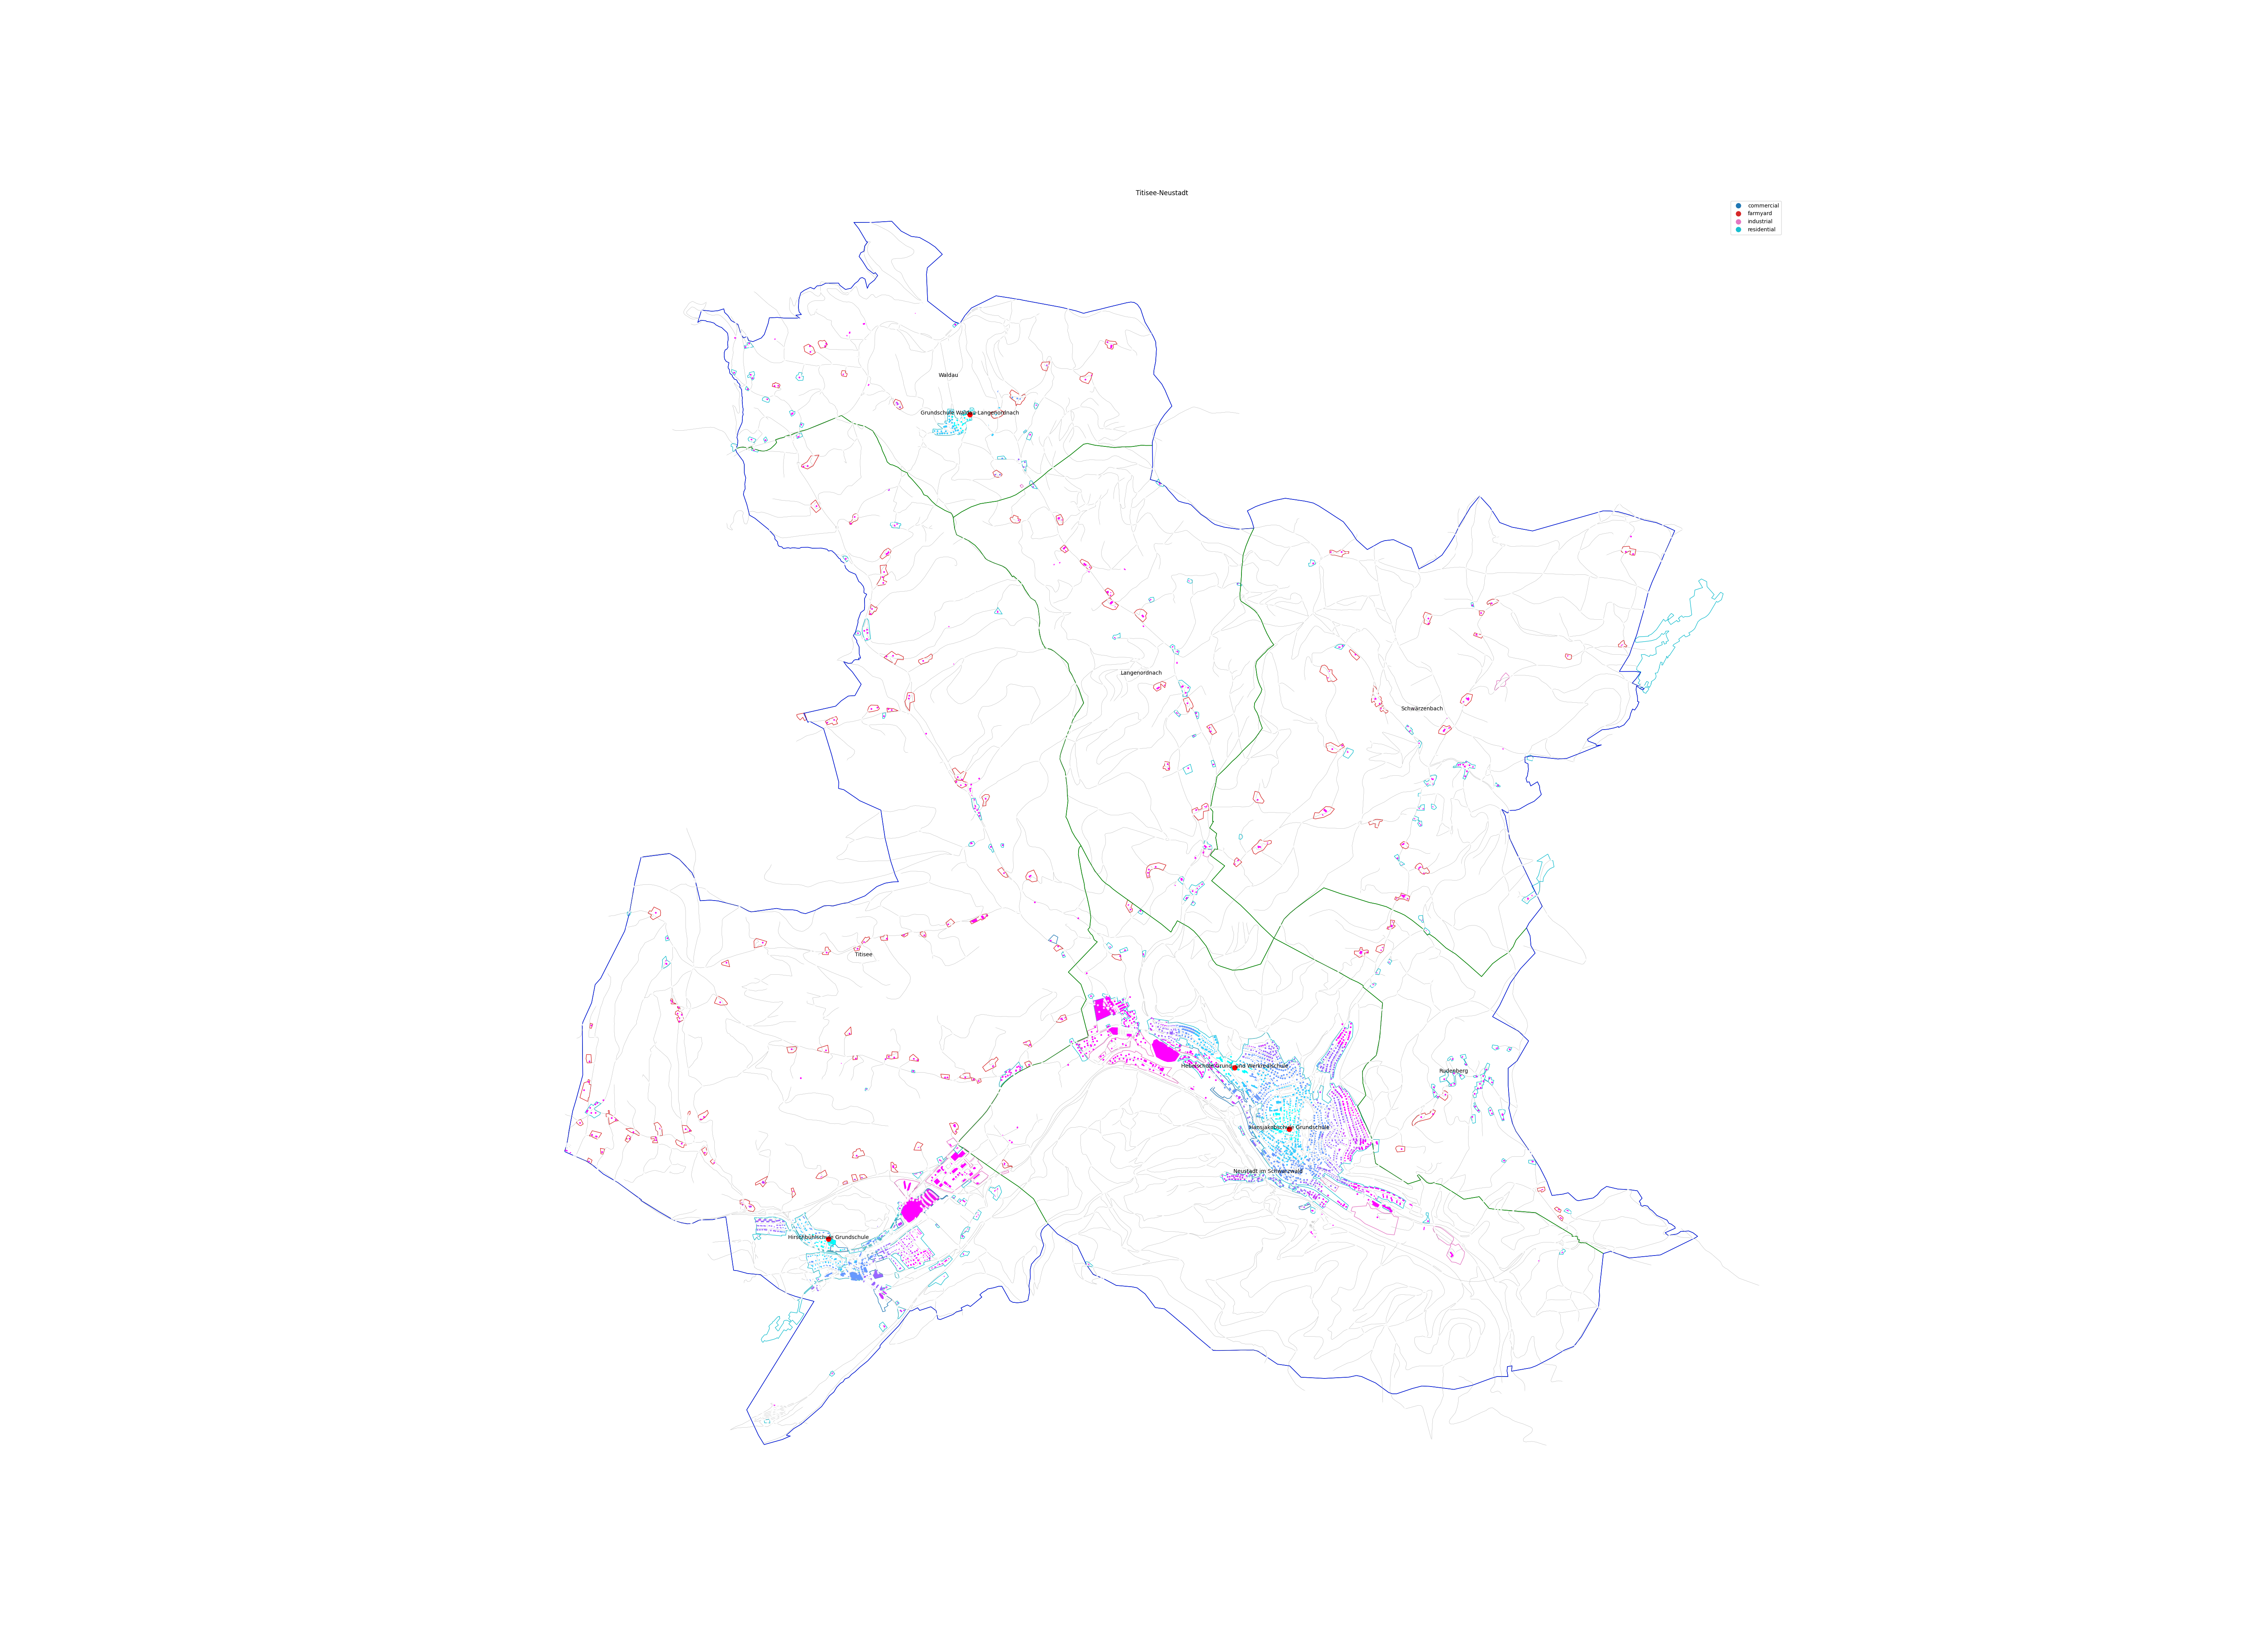 Titisee-Neustadt
commercial
farmyard
industrial
residential
Waldau
Grundschule Waldau-Langenordnach
Langenordnach
Schwärzenbach
Titisee
Hebelschule Grund- und Werkrealschule
Rudenberg
Hansjakobschule Grundschule
Neustadt im Schwarzwald
Hirschbühlschule Grundschule